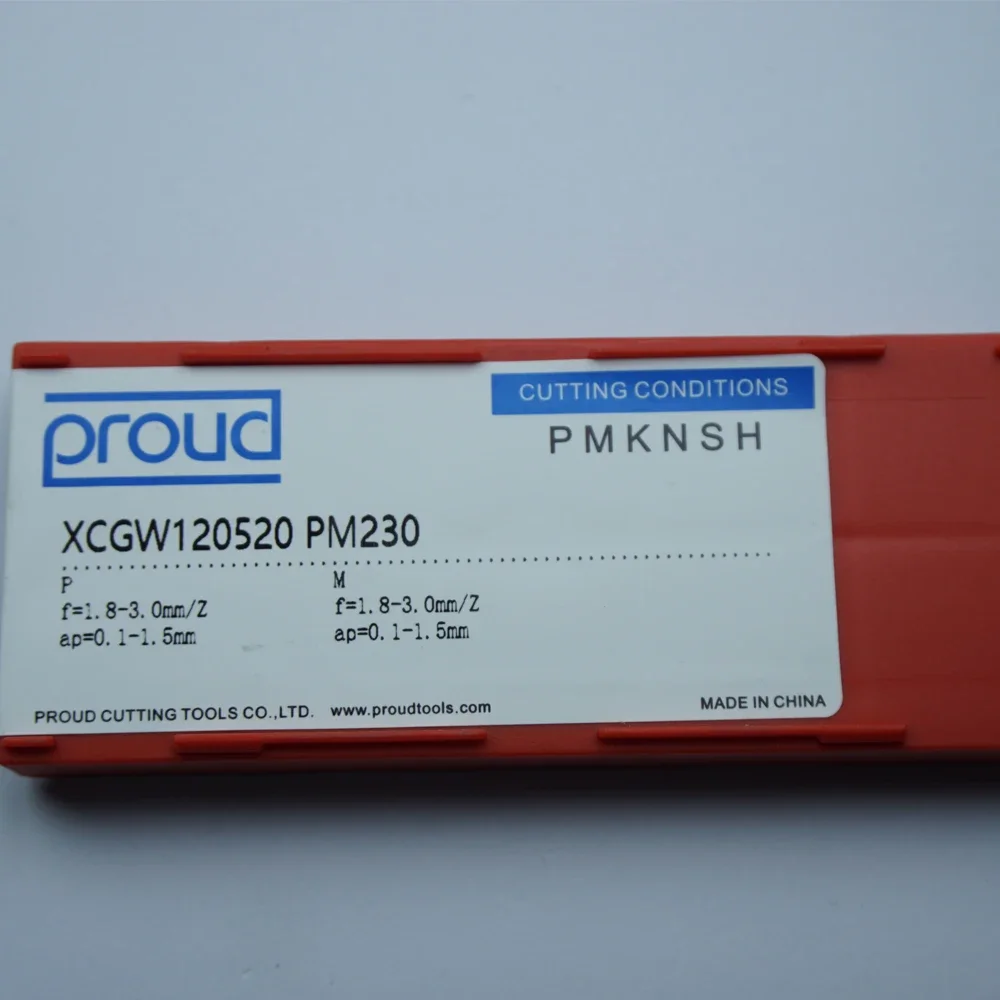 proud
CUTTING CONDITIONS
P M K N S H
XCGW120520 PM230
P
f=1.8-3.0mm/Z
ap=0.1-1.5mm
M
f=1.8-3.0mm/Z
ap=0.1-1.5mm
PROUD CUTTING TOOLS CO.,LTD. www.proudtools.com
MADE IN CHINA